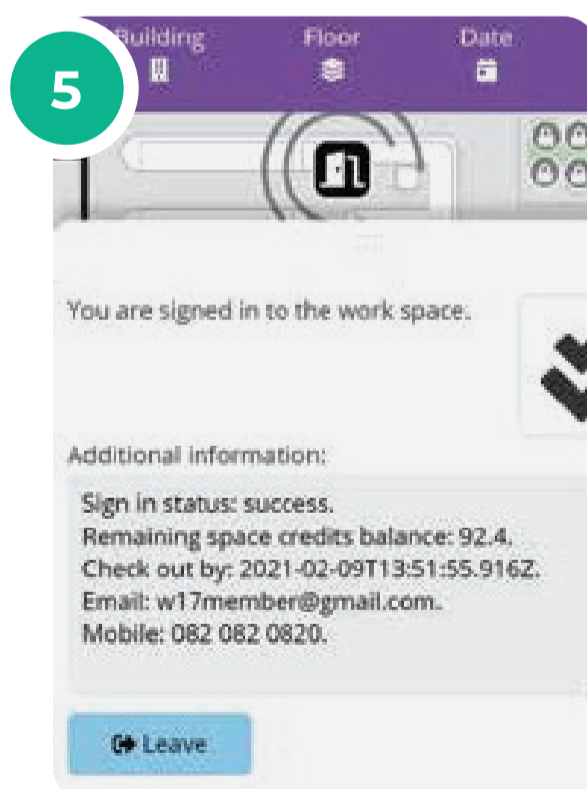 5
Building Floor Date
You are signed in to the work space.
Additional information:
Sign in status: success.
Remaining space credits balance: 92.4.
Check out by: 2021-02-09T13:51:55.916Z.
Email: w17member@gmail.com.
Mobile: 082 082 0820.
Leave